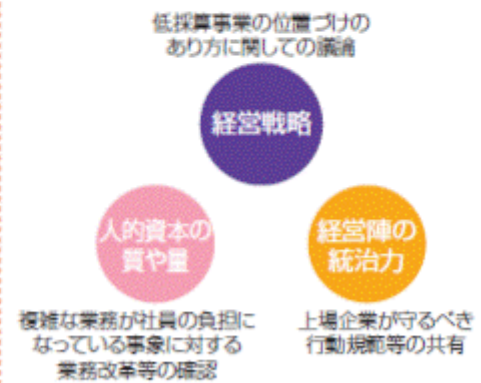 低採算事業の位置づけの
あり方に関しての議論
経営戦略
人的資本の
質や量
経営陣の
統治力
複雑な業務が社員の負担に
なっている事象に対する
業務改革等の確認
上場企業が守るべき
行動規範等の共有